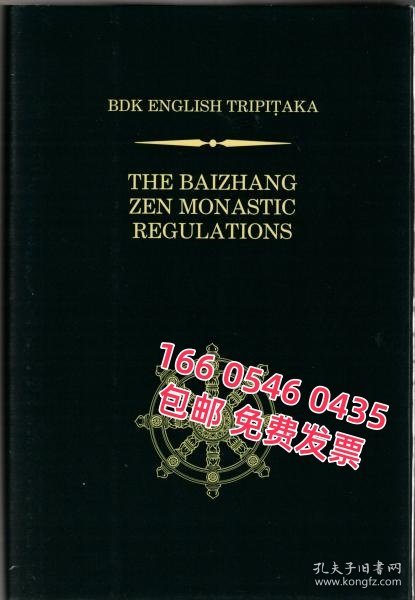 BDK ENGLISH TRIPIṬAKA
THE BAIZHANG
ZEN MONASTIC
REGULATIONS
166 0546 0435
包邮 免费发票
孔夫子旧书网
www.kongfz.com